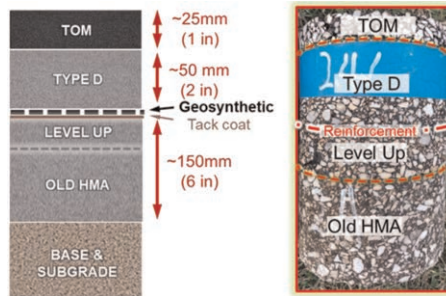 TOM
~25mm
(1 in)
TYPE D
~50 mm
(2 in)
Geosynthetic
Tack coat
LEVEL UP
OLD HMA
~150mm
(6 in)
BASE &
SUBGRADE
TOM
Type D
Reinforcement
Level Up
Old HMA